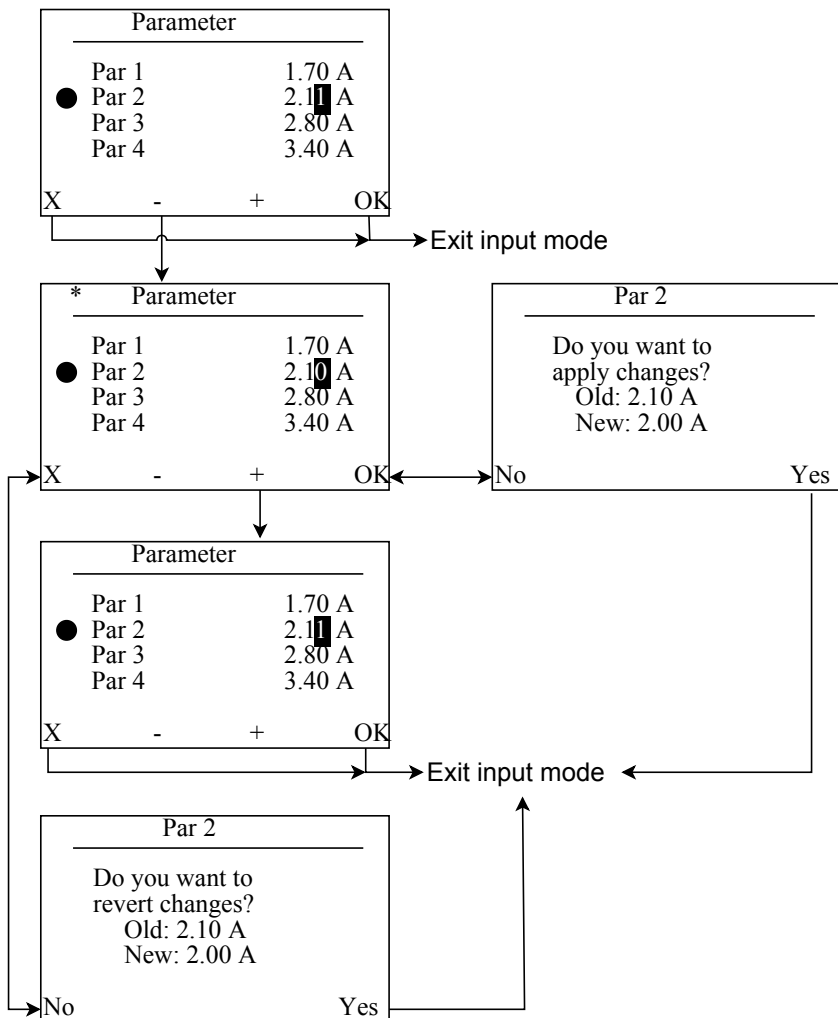 Parameter
Par 1 1.70 A
Par 2 2.11 A
Par 3 2.80 A
Par 4 3.40 A
X - + OK
Exit input mode
* Parameter
Par 1 1.70 A
Par 2 2.10 A
Par 3 2.80 A
Par 4 3.40 A
X - + OK
Par 2
Do you want to
apply changes?
Old: 2.10 A
New: 2.00 A
No Yes
Parameter
Par 1 1.70 A
Par 2 2.11 A
Par 3 2.80 A
Par 4 3.40 A
X - + OK
Exit input mode
Par 2
Do you want to
revert changes?
Old: 2.10 A
New: 2.00 A
No Yes